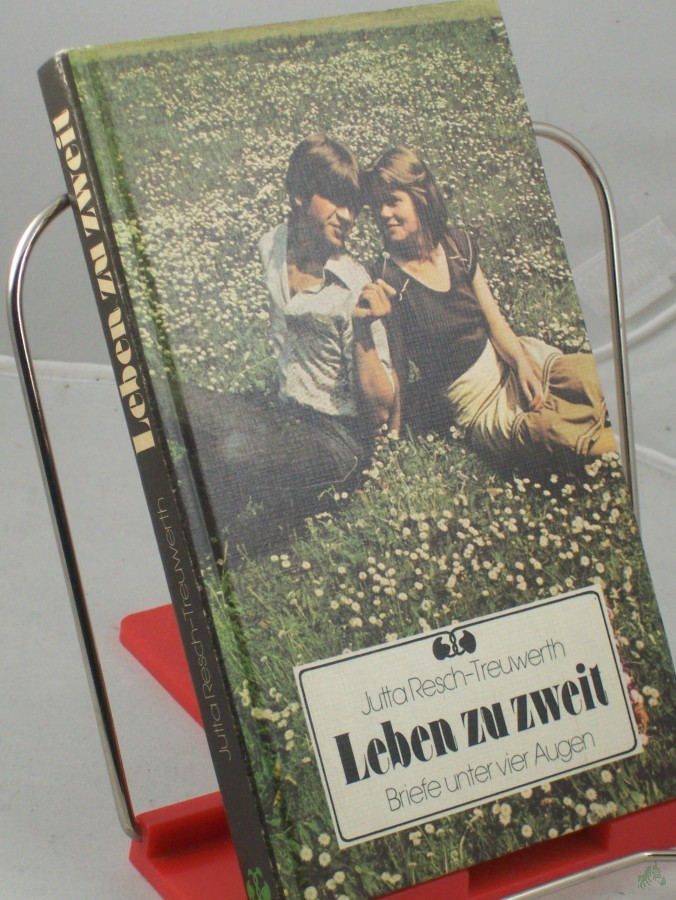 Leben zu zweit
Jutta Resch-Treuwerth
Jutta Resch-Treuwerth
Leben zu zweit
Briefe unter vier Augen